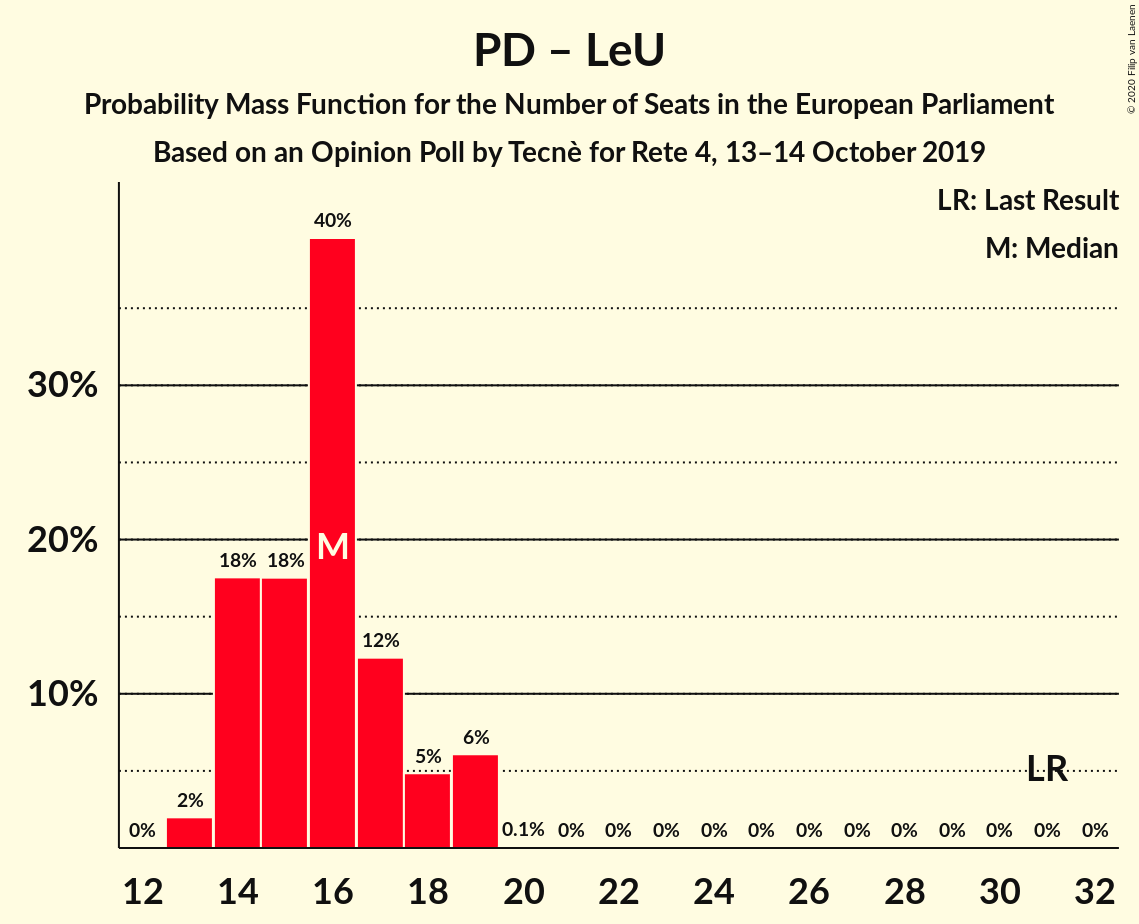 PD – LeU
Probability Mass Function for the Number of Seats in the European Parliament
Based on an Opinion Poll by Tecnè for Rete 4, 13–14 October 2019
© 2020 Filip van Laenen
LR: Last Result
M: Median
40%
30%
20%
M
18% 18%
12%
10%
6%
5%
LR
2%
0% 0.1% 0% 0% 0% 0% 0% 0% 0% 0% 0% 0% 0% 0%
12 14 16 18 20 22 24 26 28 30 32